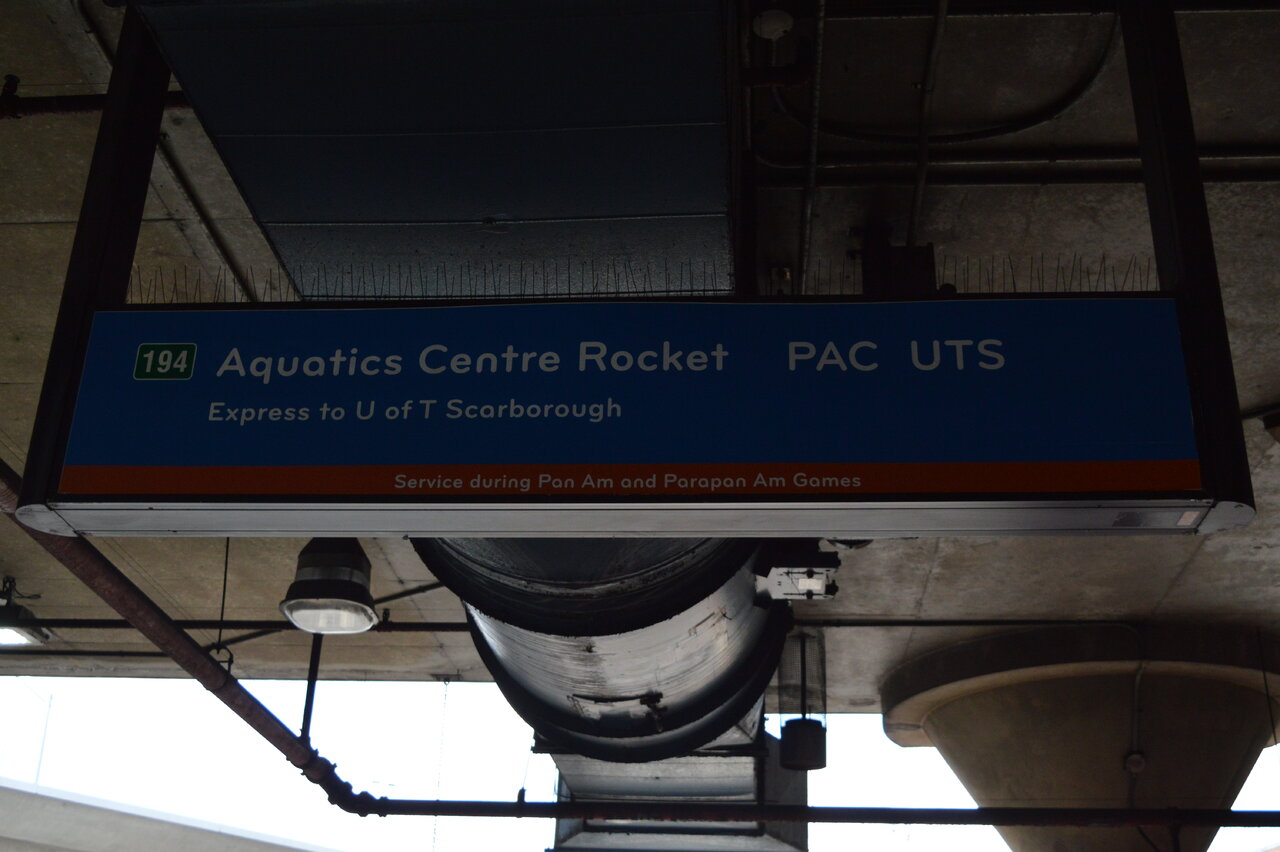 194 Aquatics Centre Rocket PAC UTS
Express to U of T Scarborough
Service during Pan Am and Parapan Am Games